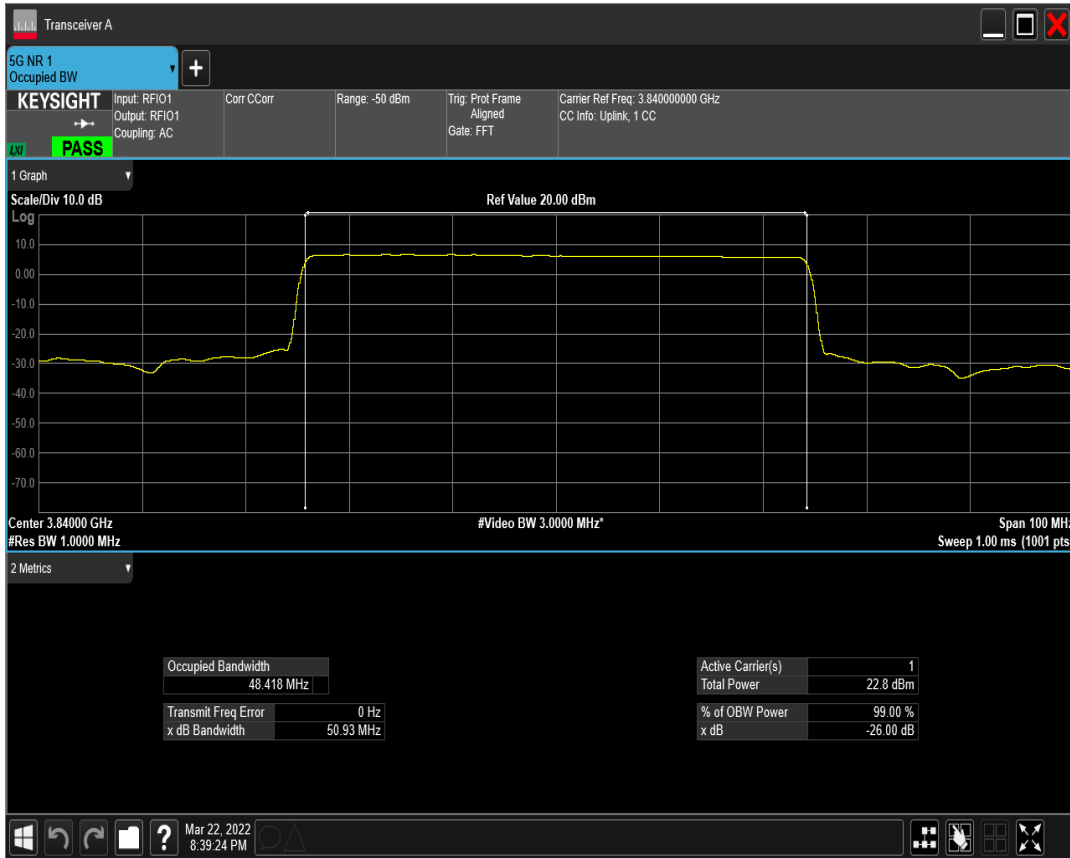 Transceiver A
5G NR 1
Occupied BW
KEYSIGHT
LXI
PASS
Input: RFIO1
Output: RFIO1
Coupling: AC
Corr CCorr
Range: -50 dBm
Trig: Prot Frame
Aligned
Gate: FFT
Carrier Ref Freq: 3.840000000 GHz
CC Info: Uplink, 1 CC
1 Graph
Scale/Div 10.0 dB
Ref Value 20.00 dBm
Log
10.0
0.00
-10.0
-20.0
-30.0
-40.0
-50.0
-60.0
-70.0
Center 3.84000 GHz
#Video BW 3.0000 MHz*
Span 100 MHz
#Res BW 1.0000 MHz
Sweep 1.00 ms (1001 pts
2 Metrics
Occupied Bandwidth
48.418 MHz
Transmit Freq Error 0 Hz
x dB Bandwidth 50.93 MHz
Active Carrier(s) 1
Total Power 22.8 dBm
% of OBW Power 99.00 %
x dB -26.00 dB
?
Mar 22, 2022
8:39:24 PM